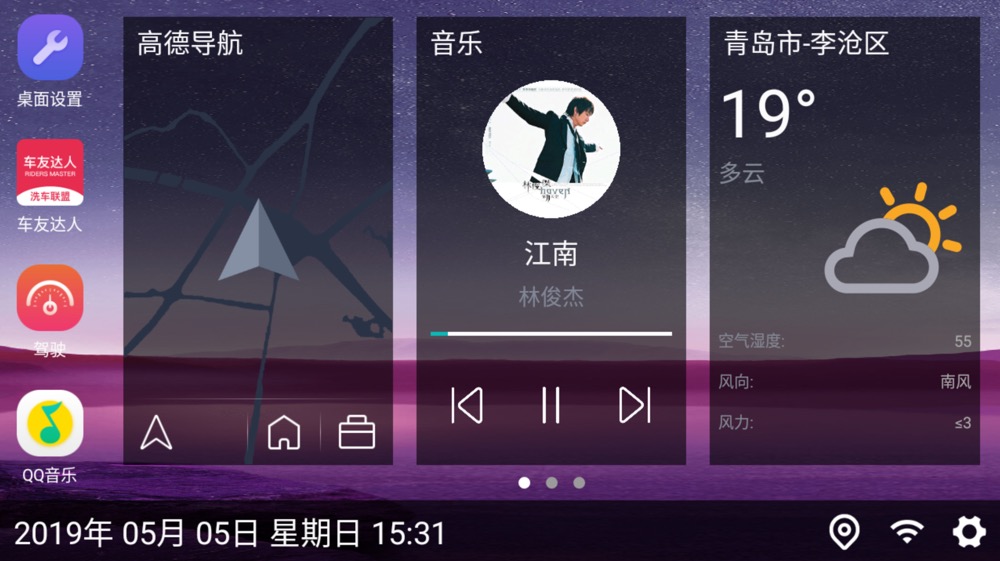 桌面设置
车友达人
RIDERS MASTER
洗车联盟
车友达人
驾驶
QQ音乐
高德导航
音乐
江南
林俊杰
青岛市-李沧区
19°
多云
空气湿度: 55
风向: 南风
风力: ≤3
2019年 05月 05日 星期日 15:31